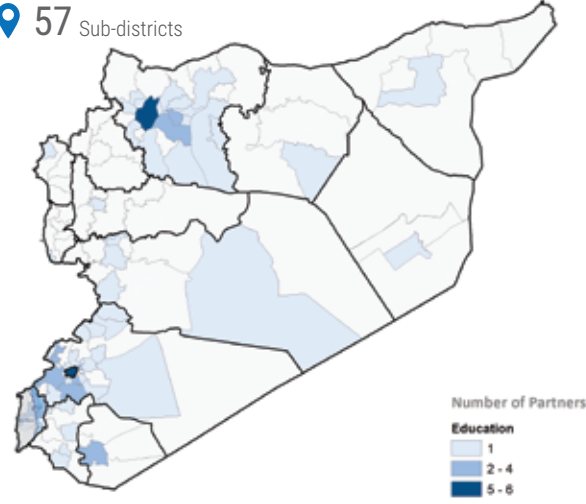 57 Sub-districts
Number of Partners
Education
1
2 - 4
5 - 6